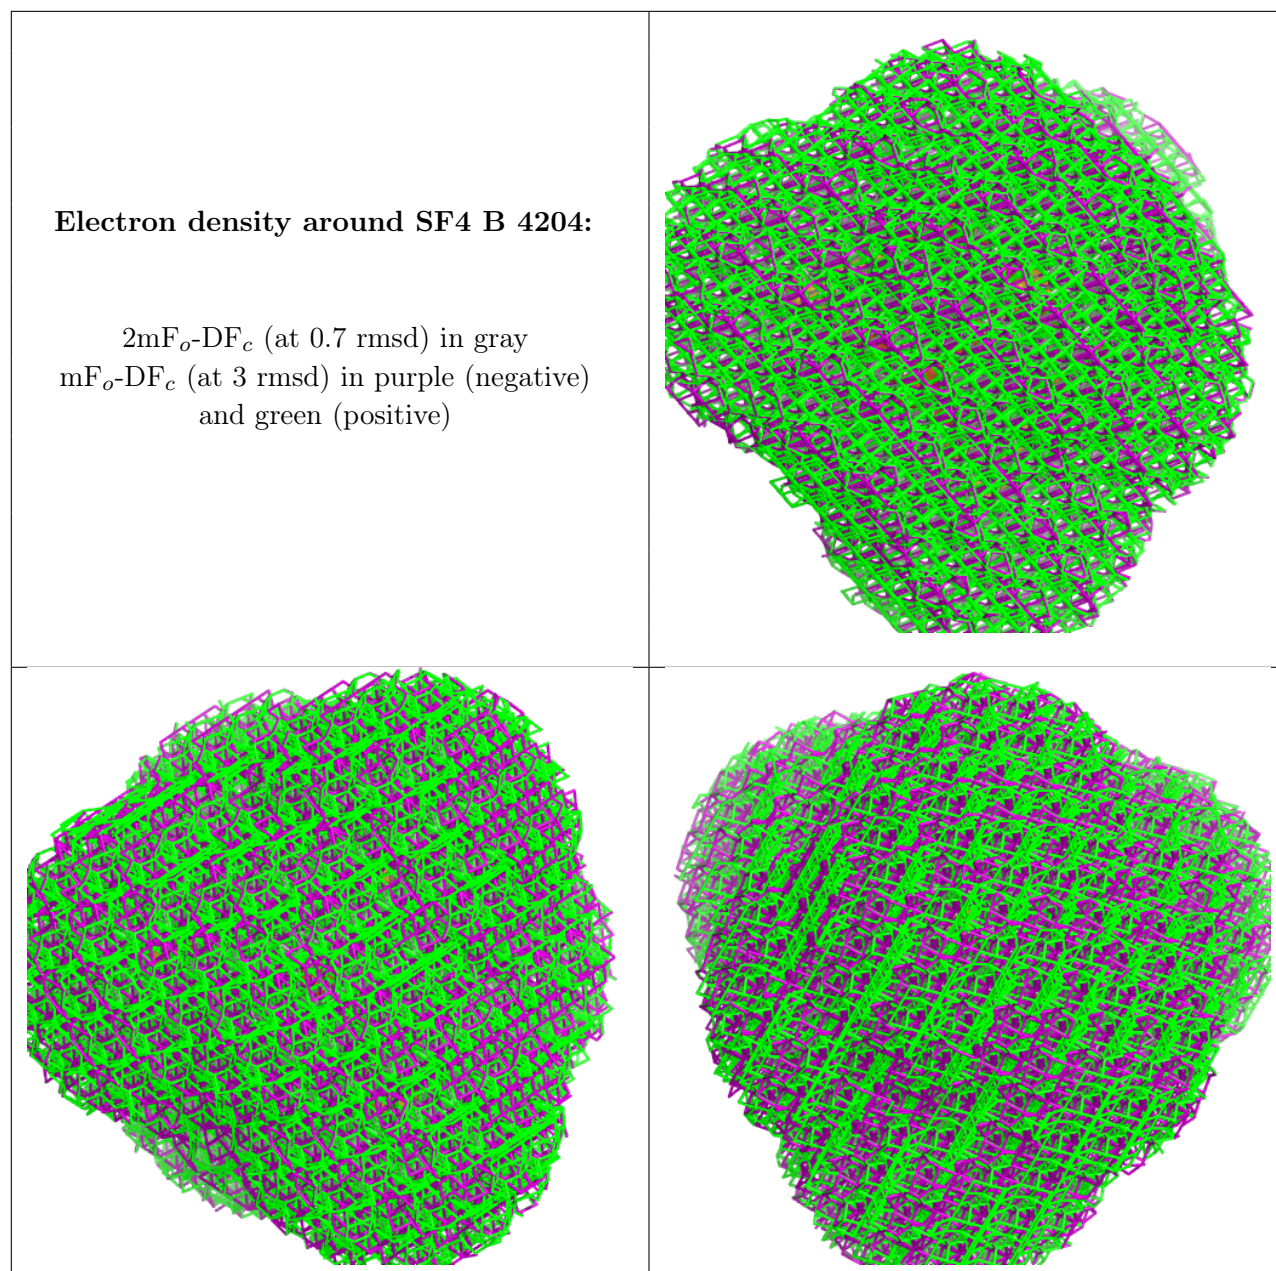 Electron density around SF4 B 4204:
2mFo-DFc (at 0.7 rmsd) in gray
mFo-DFc (at 3 rmsd) in purple (negative)
and green (positive)